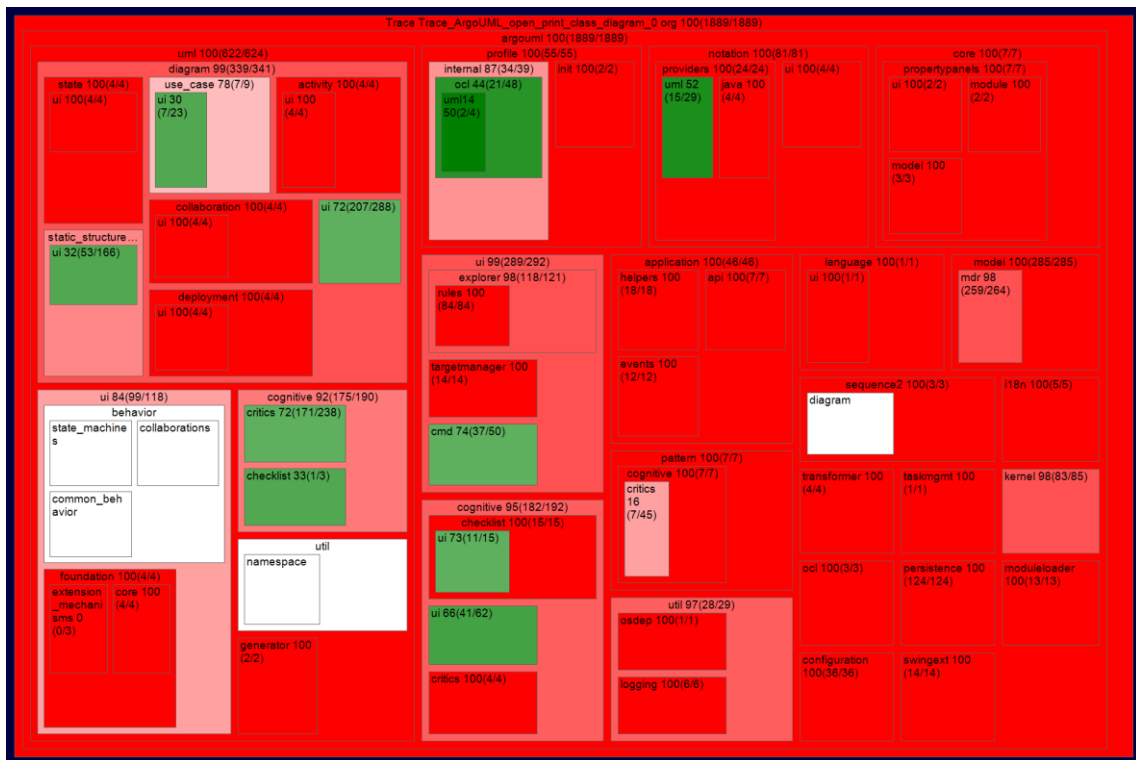 Trace Trace_ArgoUML_open_print_class_diagram_0 org 100(1889/1889)
argouml 100(1889/1889)
uml 100(622/624)
diagram 99(339/341)
state 100(4/4)
ui 100(4/4)
use_case 78(7/9)
ui 30
(7/23)
activity 100(4/4)
ui 100
(4/4)
collaboration 100(4/4)
ui 100(4/4)
ui 72(207/288)
static_structure...
ui 32(53/166)
deployment 100(4/4)
ui 100(4/4)
ui 84(99/118)
behavior
state_machine
s
collaborations
common_beh
avior
foundation 100(4/4)
extension
_mechani
sms 0
(0/3)
core 100
(4/4)
cognitive 92(175/190)
critics 72(171/238)
checklist 33(1/3)
util
namespace
generator 100
(2/2)
profile 100(55/55)
internal 87(34/39)
ocl 44(21/48)
uml14
50(2/4)
init 100(2/2)
notation 100(81/81)
providers 100(24/24)
uml 52
(15/29)
java 100
(4/4)
ui 100(4/4)
core 100(7/7)
propertypanels 100(7/7)
ui 100(2/2)
module 100
(2/2)
model 100
(3/3)
ui 99(289/292)
explorer 98(118/121)
rules 100
(84/84)
targetmanager 100
(14/14)
cmd 74(37/50)
cognitive 95(182/192)
checklist 100(15/15)
ui 73(11/15)
ui 66(41/62)
critics 100(4/4)
application 100(46/46)
helpers 100
(18/18)
api 100(7/7)
events 100
(12/12)
pattern 100(7/7)
cognitive 100(7/7)
critics
16
(7/45)
util 97(28/29)
osdep 100(1/1)
logging 100(6/6)
language 100(1/1)
ui 100(1/1)
model 100(285/285)
mdr 98
(259/264)
sequence2 100(3/3)
diagram
i18n 100(5/5)
transformer 100
(4/4)
taskmgmt 100
(1/1)
kernel 98(83/85)
ocl 100(3/3)
persistence 100
(124/124)
moduleloader
100(13/13)
configuration
100(36/36)
swingext 100
(14/14)